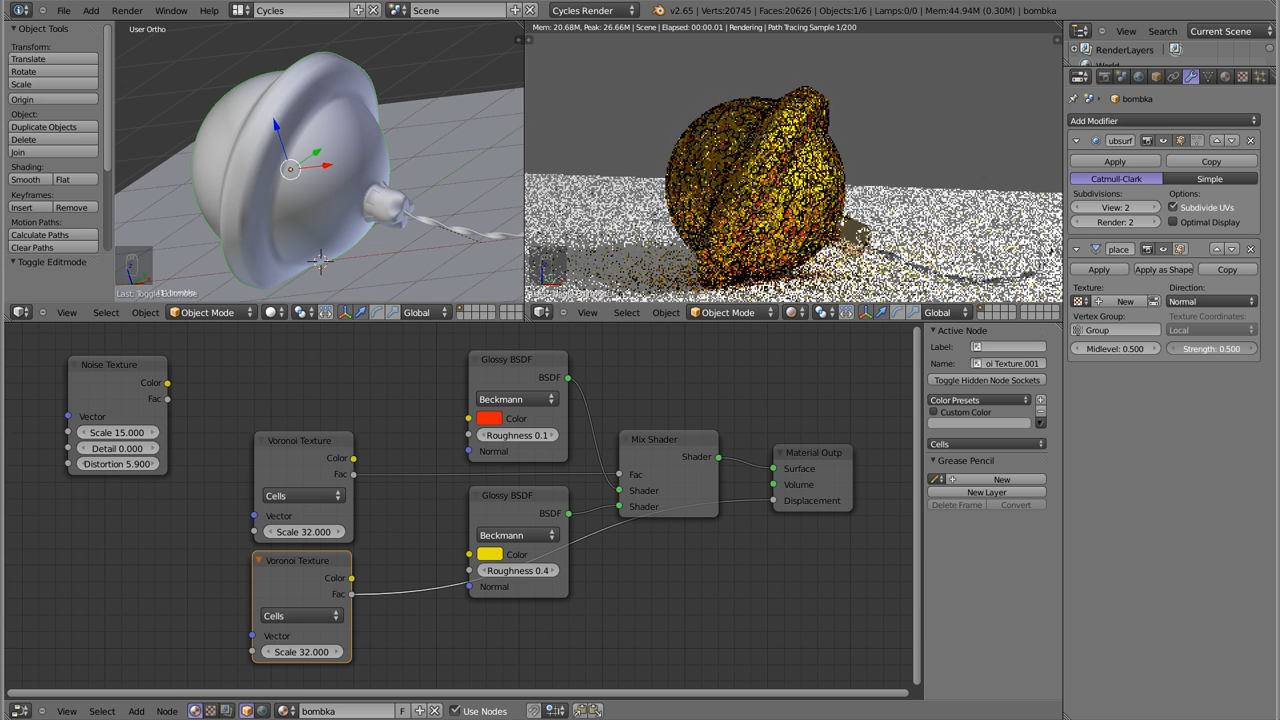 File Add Render Window Help
Cycles
Scene
Cycles Render
v2.65 | Verts:20745 | Faces:20626 | Objects:1/6 | Lamps:0/0 | Mem:44.94M (0.30M) | bombka
Object Tools
Transform:
Translate
Rotate
Scale
Origin
Object:
Duplicate Objects
Delete
Join
Shading:
Smooth Flat
Keyframes:
Insert Remove
Motion Paths:
Calculate Paths
Clear Paths
Toggle Editmode
User Ortho
View Select Object Object Mode Global
Mem: 20.68M, Peak: 26.66M | Scene | Elapsed: 00:00.01 | Rendering | Path Tracing Sample 1/200
View Select Object Object Mode Global
View Search Current Scene
RenderLayers
bombka
Add Modifier
ubsurf
Apply Copy
Catmull-Clark Simple
Subdivisions: Options:
View: 2 Subdivide UVs
Render: 2 Optimal Display
place
Apply Apply as Shape Copy
Texture: Direction:
New Normal
Vertex Group: Texture Coordinates:
Group Local
Midlevel: 0.500 Strength: 0.500
Noise Texture
Color
Fac
Vector
Scale 15.000
Detail 0.000
Distortion 5.900
Voronoi Texture
Color
Fac
Cells
Vector
Scale 32.000
Voronoi Texture
Color
Fac
Cells
Vector
Scale 32.000
Glossy BSDF
BSDF
Beckmann
Color
Roughness 0.1
Normal
Glossy BSDF
BSDF
Beckmann
Color
Roughness 0.4
Normal
Mix Shader
Shader
Fac
Shader
Shader
Material Outp
Surface
Volume
Displacement
Active Node
Label:
Name: oi Texture.001
Toggle Hidden Node Sockets
Color Presets
Custom Color
Cells
Grease Pencil
New
New Layer
Delete Frame Convert
View Select Add Node bombka F Use Nodes